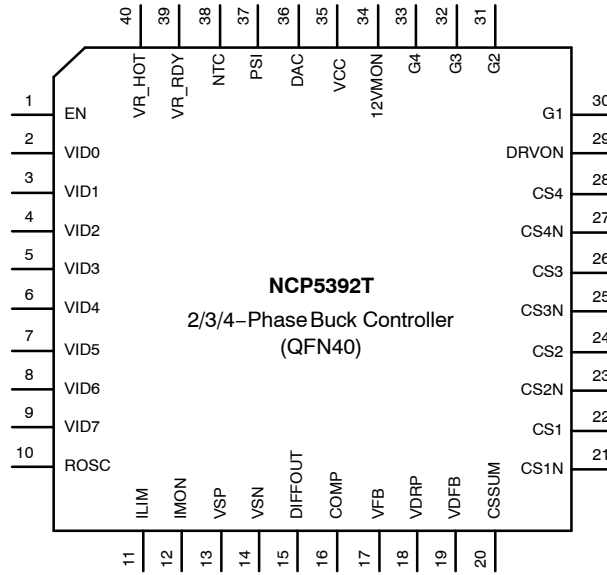 40
39
38
37
36
35
34
33
32
31
VR_HOT
VR_RDY
NTC
PSI
DAC
VCC
12VMON
G4
G3
G2
1
EN
2
VID0
3
VID1
4
VID2
5
VID3
6
VID4
7
VID5
8
VID6
9
VID7
10
ROSC
NCP5392T
2/3/4−Phase Buck Controller
(QFN40)
30
G1
29
DRVON
28
CS4
27
CS4N
26
CS3
25
CS3N
24
CS2
23
CS2N
22
CS1
21
CS1N
ILIM
IMON
VSP
VSN
DIFFOUT
COMP
VFB
VDRP
VDFB
CSSUM
11
12
13
14
15
16
17
18
19
20